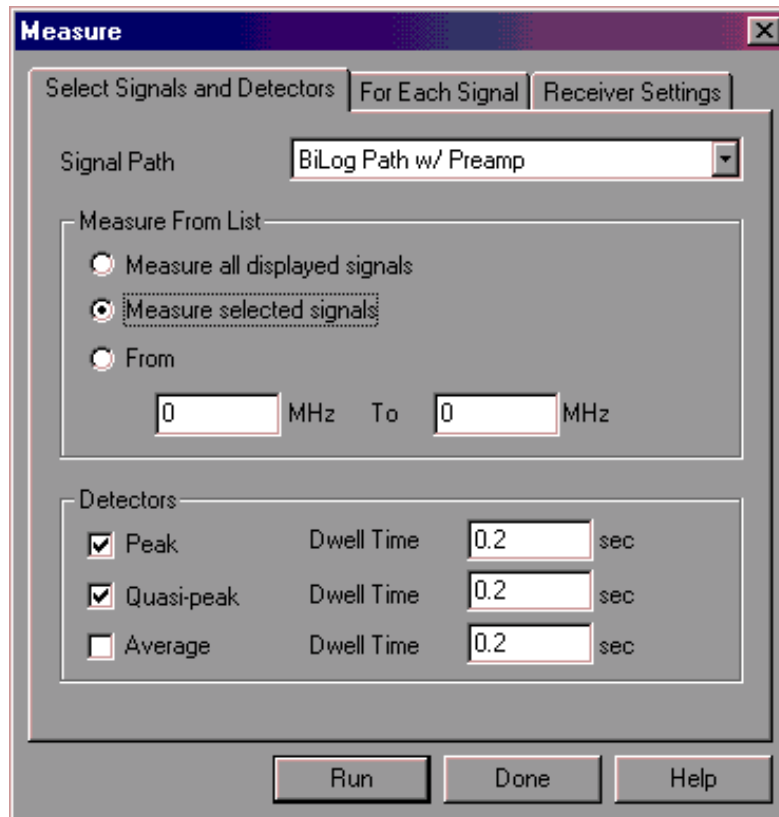 Measure
Select Signals and Detectors For Each Signal Receiver Settings
Signal Path BiLog Path w/ Preamp
Measure From List
Measure all displayed signals
Measure selected signals
From
0 MHz To 0 MHz
Detectors
Peak Dwell Time 0.2 sec
Quasi-peak Dwell Time 0.2 sec
Average Dwell Time 0.2 sec
Run Done Help